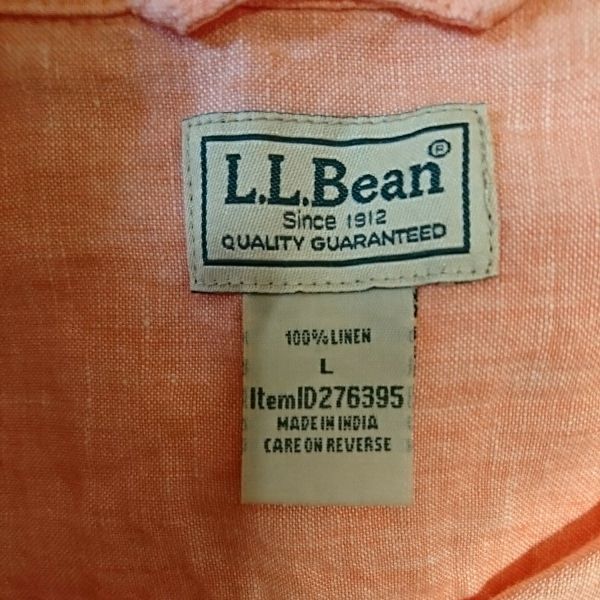 L.L.Bean®
Since 1912
QUALITY GUARANTEED
100% LINEN
L
ItemID276395
MADE IN INDIA
CARE ON REVERSE